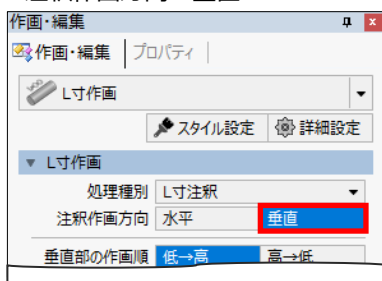 作画・編集
作画・編集 プロパティ
L寸作画
スタイル設定 詳細設定
L寸作画
処理種別 L寸注釈
注釈作画方向 水平 垂直
垂直部の作画順 低→高 高→低